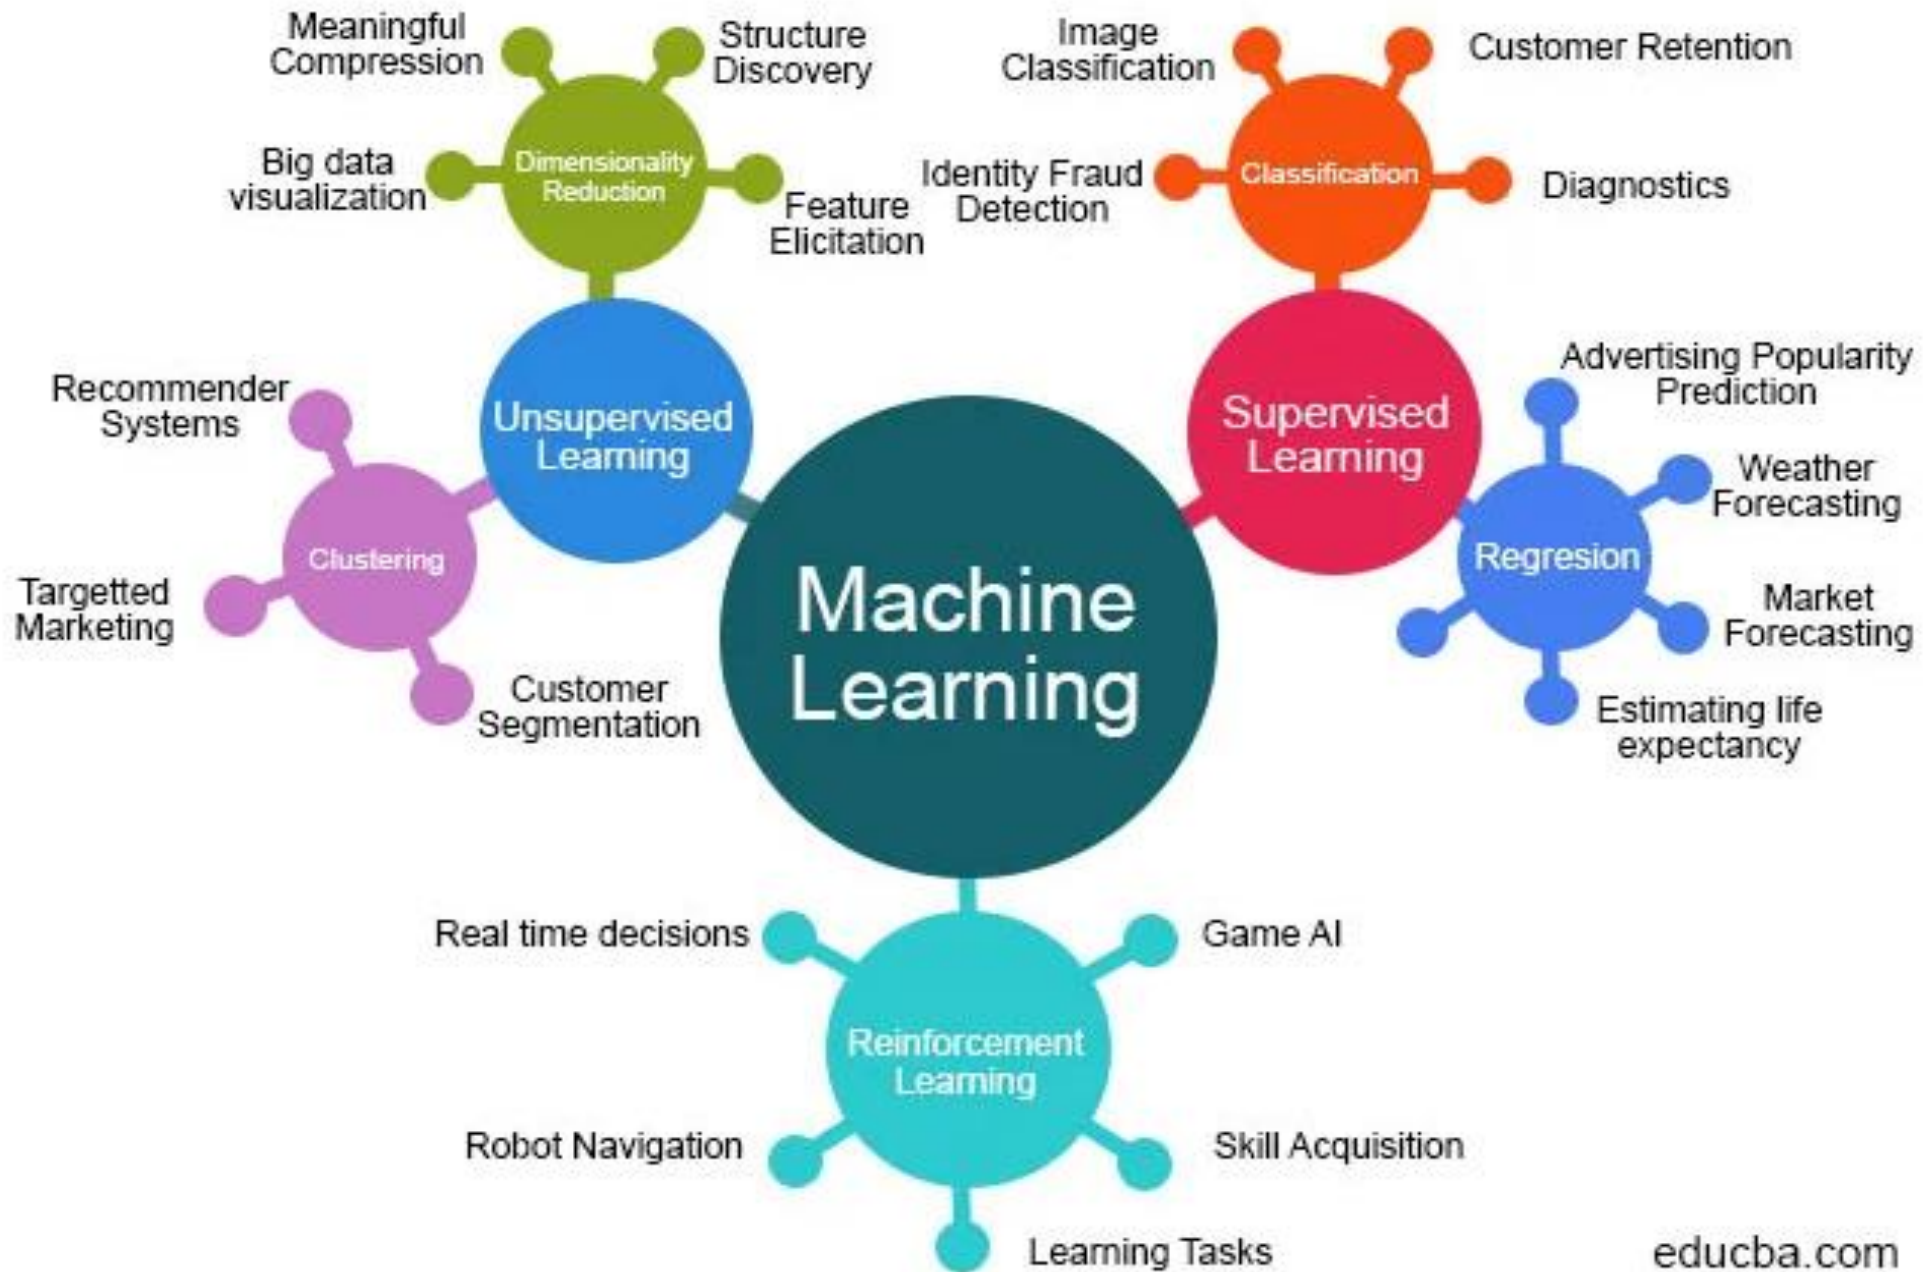 Meaningful
Compression
Structure
Discovery
Big data
visualization
Dimensionality
Reduction
Feature
Elicitation
Image
Classification
Customer Retention
Identity Fraud
Detection
Classification
Diagnostics
Recommender
Systems
Unsupervised
Learning
Clustering
Targetted
Marketing
Customer
Segmentation
Supervised
Learning
Advertising Popularity
Prediction
Weather
Forecasting
Regresion
Market
Forecasting
Estimating life
expectancy
Machine
Learning
Real time decisions
Game AI
Reinforcement
Learning
Robot Navigation
Skill Acquisition
Learning Tasks
educba.com